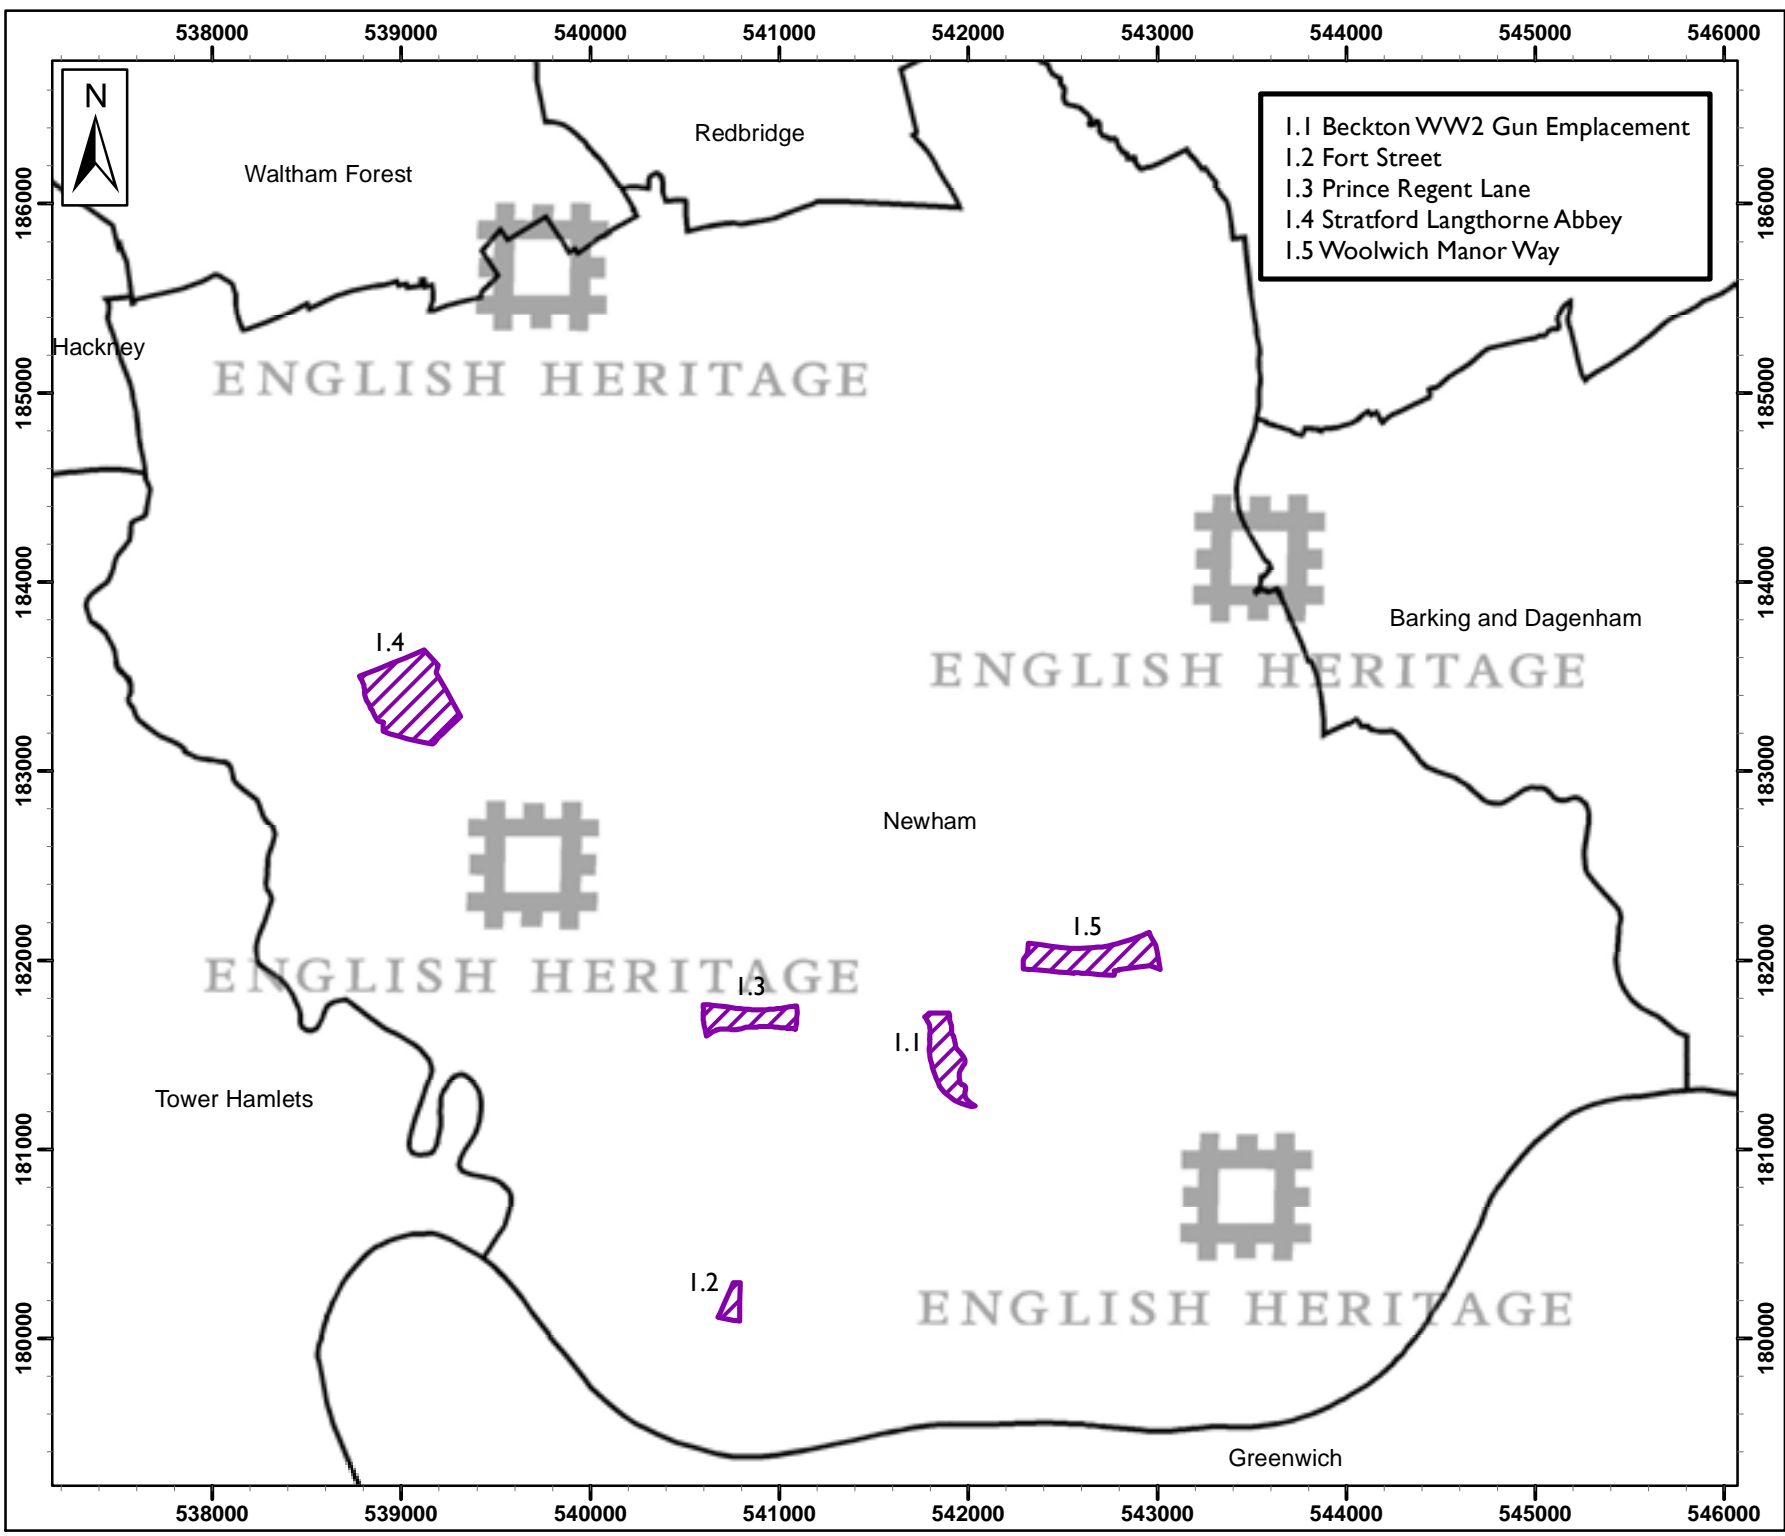 538000 539000 540000 541000 542000 543000 544000 545000 546000
N
1.1 Beckton WW2 Gun Emplacement
1.2 Fort Street
1.3 Prince Regent Lane
1.4 Stratford Langthorne Abbey
1.5 Woolwich Manor Way
Redbridge
Waltham Forest
186000
186000
Hackney
ENGLISH HERITAGE
185000
185000
184000
184000
Barking and Dagenham
1.4
ENGLISH HERITAGE
183000
183000
Newham
1.5
182000
182000
ENGLISH HERITAGE
1.3
1.1
Tower Hamlets
181000
181000
1.2
ENGLISH HERITAGE
180000
180000
Greenwich
538000 539000 540000 541000 542000 543000 544000 545000 546000